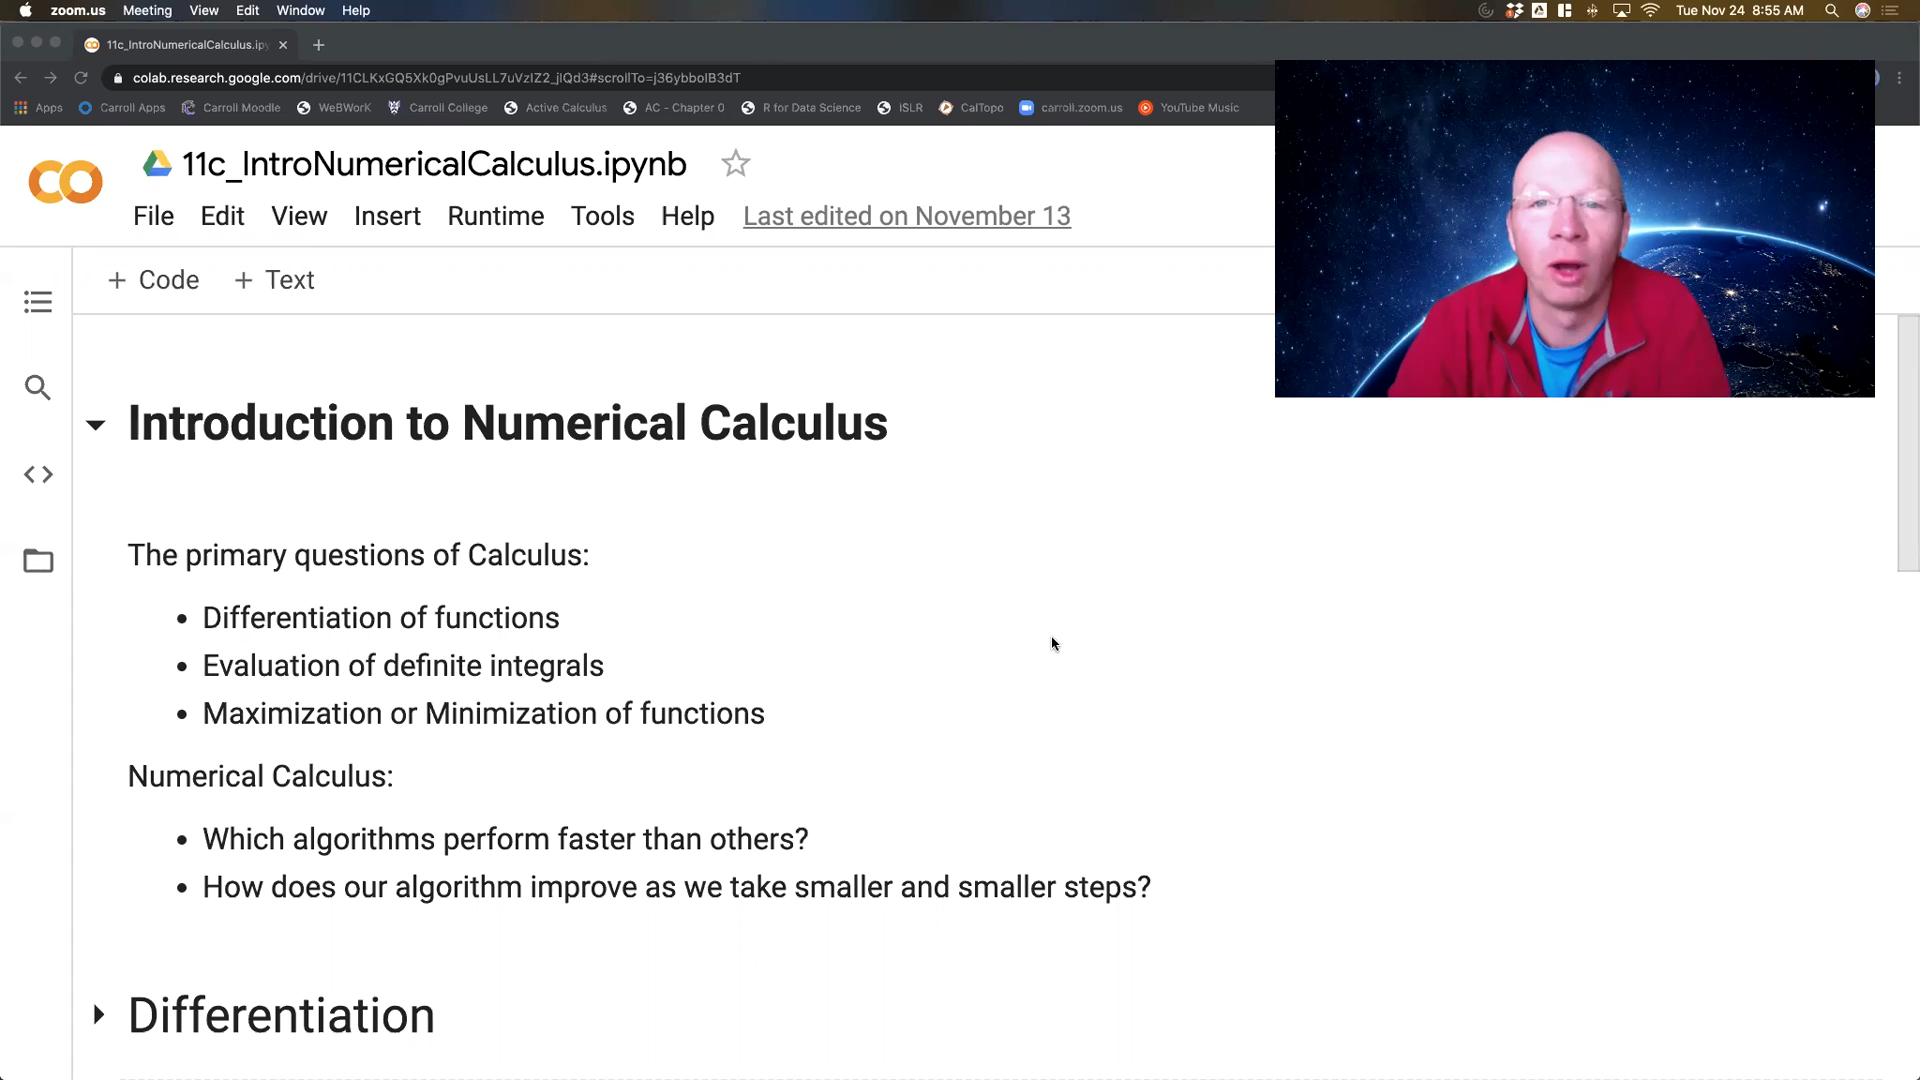 zoom.us Meeting View Edit Window Help Tue Nov 24 8:55 AM
11c_IntroNumericalCalculus.ip
colab.research.google.com/drive/11CLKxGQ5Xk0gPvuUsLL7uVzIZ2_jIQd3#scrollTo=j36ybboIB3dT
Apps Carroll Apps Carroll Moodle WeBWorK Carroll College Active Calculus AC - Chapter 0 R for Data Science ISLR CalTopo carroll.zoom.us YouTube Music
CO 11c_IntroNumericalCalculus.ipynb
File Edit View Insert Runtime Tools Help Last edited on November 13
+ Code + Text
Introduction to Numerical Calculus
The primary questions of Calculus:
• Differentiation of functions
• Evaluation of definite integrals
• Maximization or Minimization of functions
Numerical Calculus:
• Which algorithms perform faster than others?
• How does our algorithm improve as we take smaller and smaller steps?
Differentiation